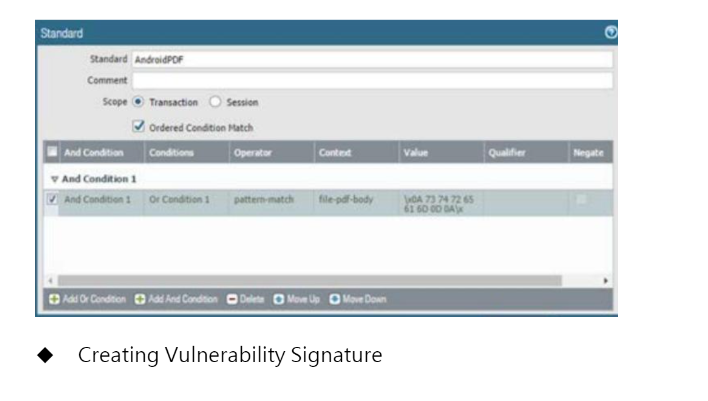 Standard
Standard AndroidPDF
Comment
Scope Transaction Session
Ordered Condition Match
And Condition Conditions Operator Context Value Qualifier Negate
And Condition 1
And Condition 1 Or Condition 1 pattern-match file-pdf-body \x0A 73 74 72 65
61 6D 0D 0A\x
Add Or Condition Add And Condition Delete Move Up Move Down
Creating Vulnerability Signature